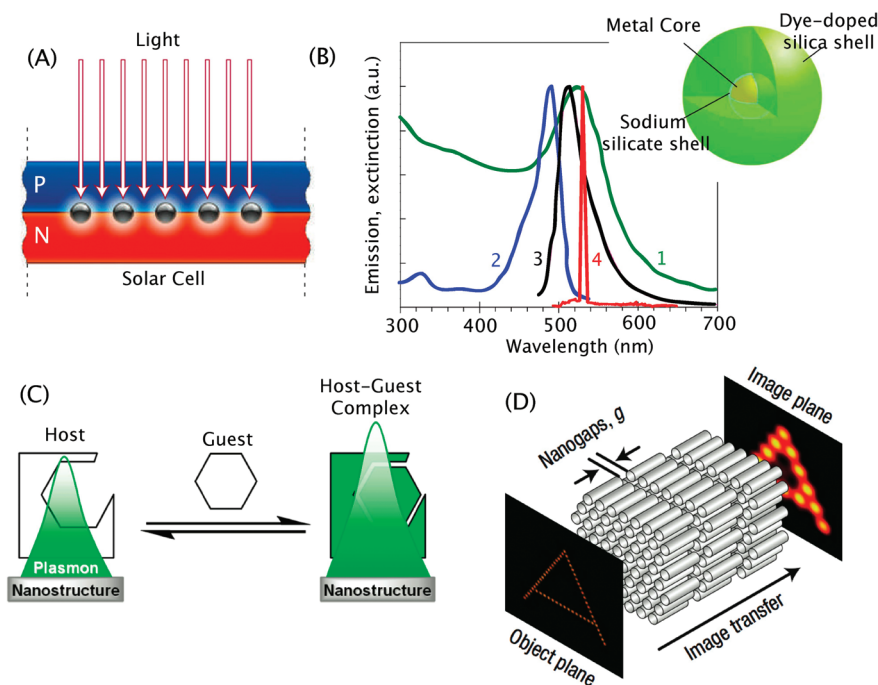 (A)
Light
P
N
Solar Cell
(B)
Emission, exctinction (a.u.)
2
3
4
1
300
400
500
600
700
Wavelength (nm)
Metal Core
Dye-doped
silica shell
Sodium
silicate shell
(C)
Host
Guest
Host–Guest
Complex
Plasmon
Nanostructure
Nanostructure
(D)
Nanogaps, g
Image plane
Object plane
Image transfer